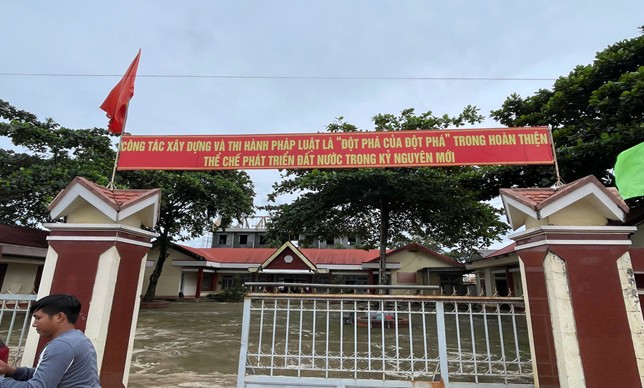 CÔNG TÁC XÂY DỰNG VÀ THI HÀNH PHÁP LUẬT LÀ "ĐỘT PHÁ CỦA ĐỘT PHÁ" TRONG HOÀN THIỆN
THỂ CHẾ PHÁT TRIỂN ĐẤT NƯỚC TRONG KỶ NGUYÊN MỚI